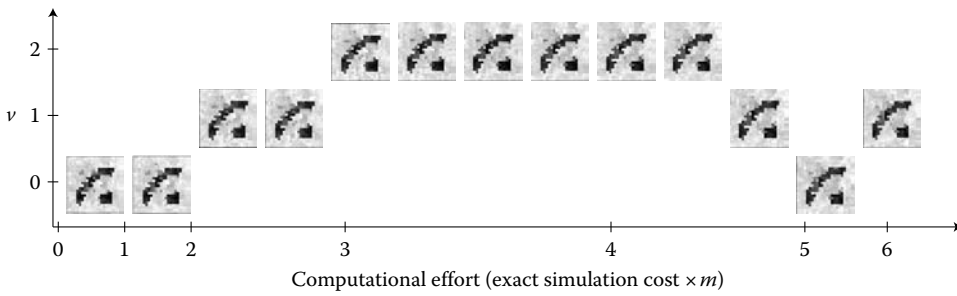 2
ν 1
0
0 1 2 3 4 5 6
Computational effort (exact simulation cost × m)